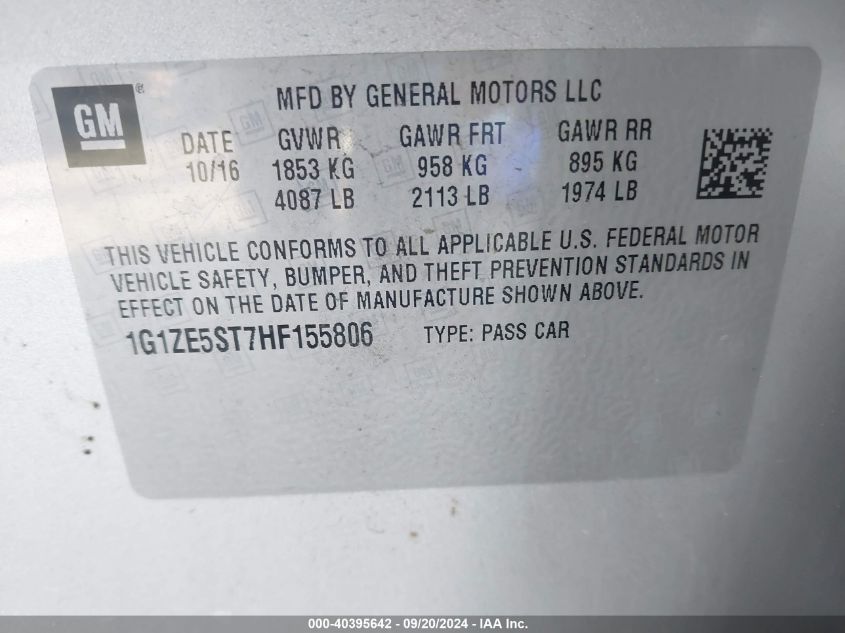 GM®
MFD BY GENERAL MOTORS LLC
DATE GVWR GAWR FRT GAWR RR
10/16 1853 KG 958 KG 895 KG
4087 LB 2113 LB 1974 LB
THIS VEHICLE CONFORMS TO ALL APPLICABLE U.S. FEDERAL MOTOR
VEHICLE SAFETY, BUMPER, AND THEFT PREVENTION STANDARDS IN
EFFECT ON THE DATE OF MANUFACTURE SHOWN ABOVE.
1G1ZE5ST7HF155806 TYPE: PASS CAR
000-40395642 - 09/20/2024 - IAA Inc.